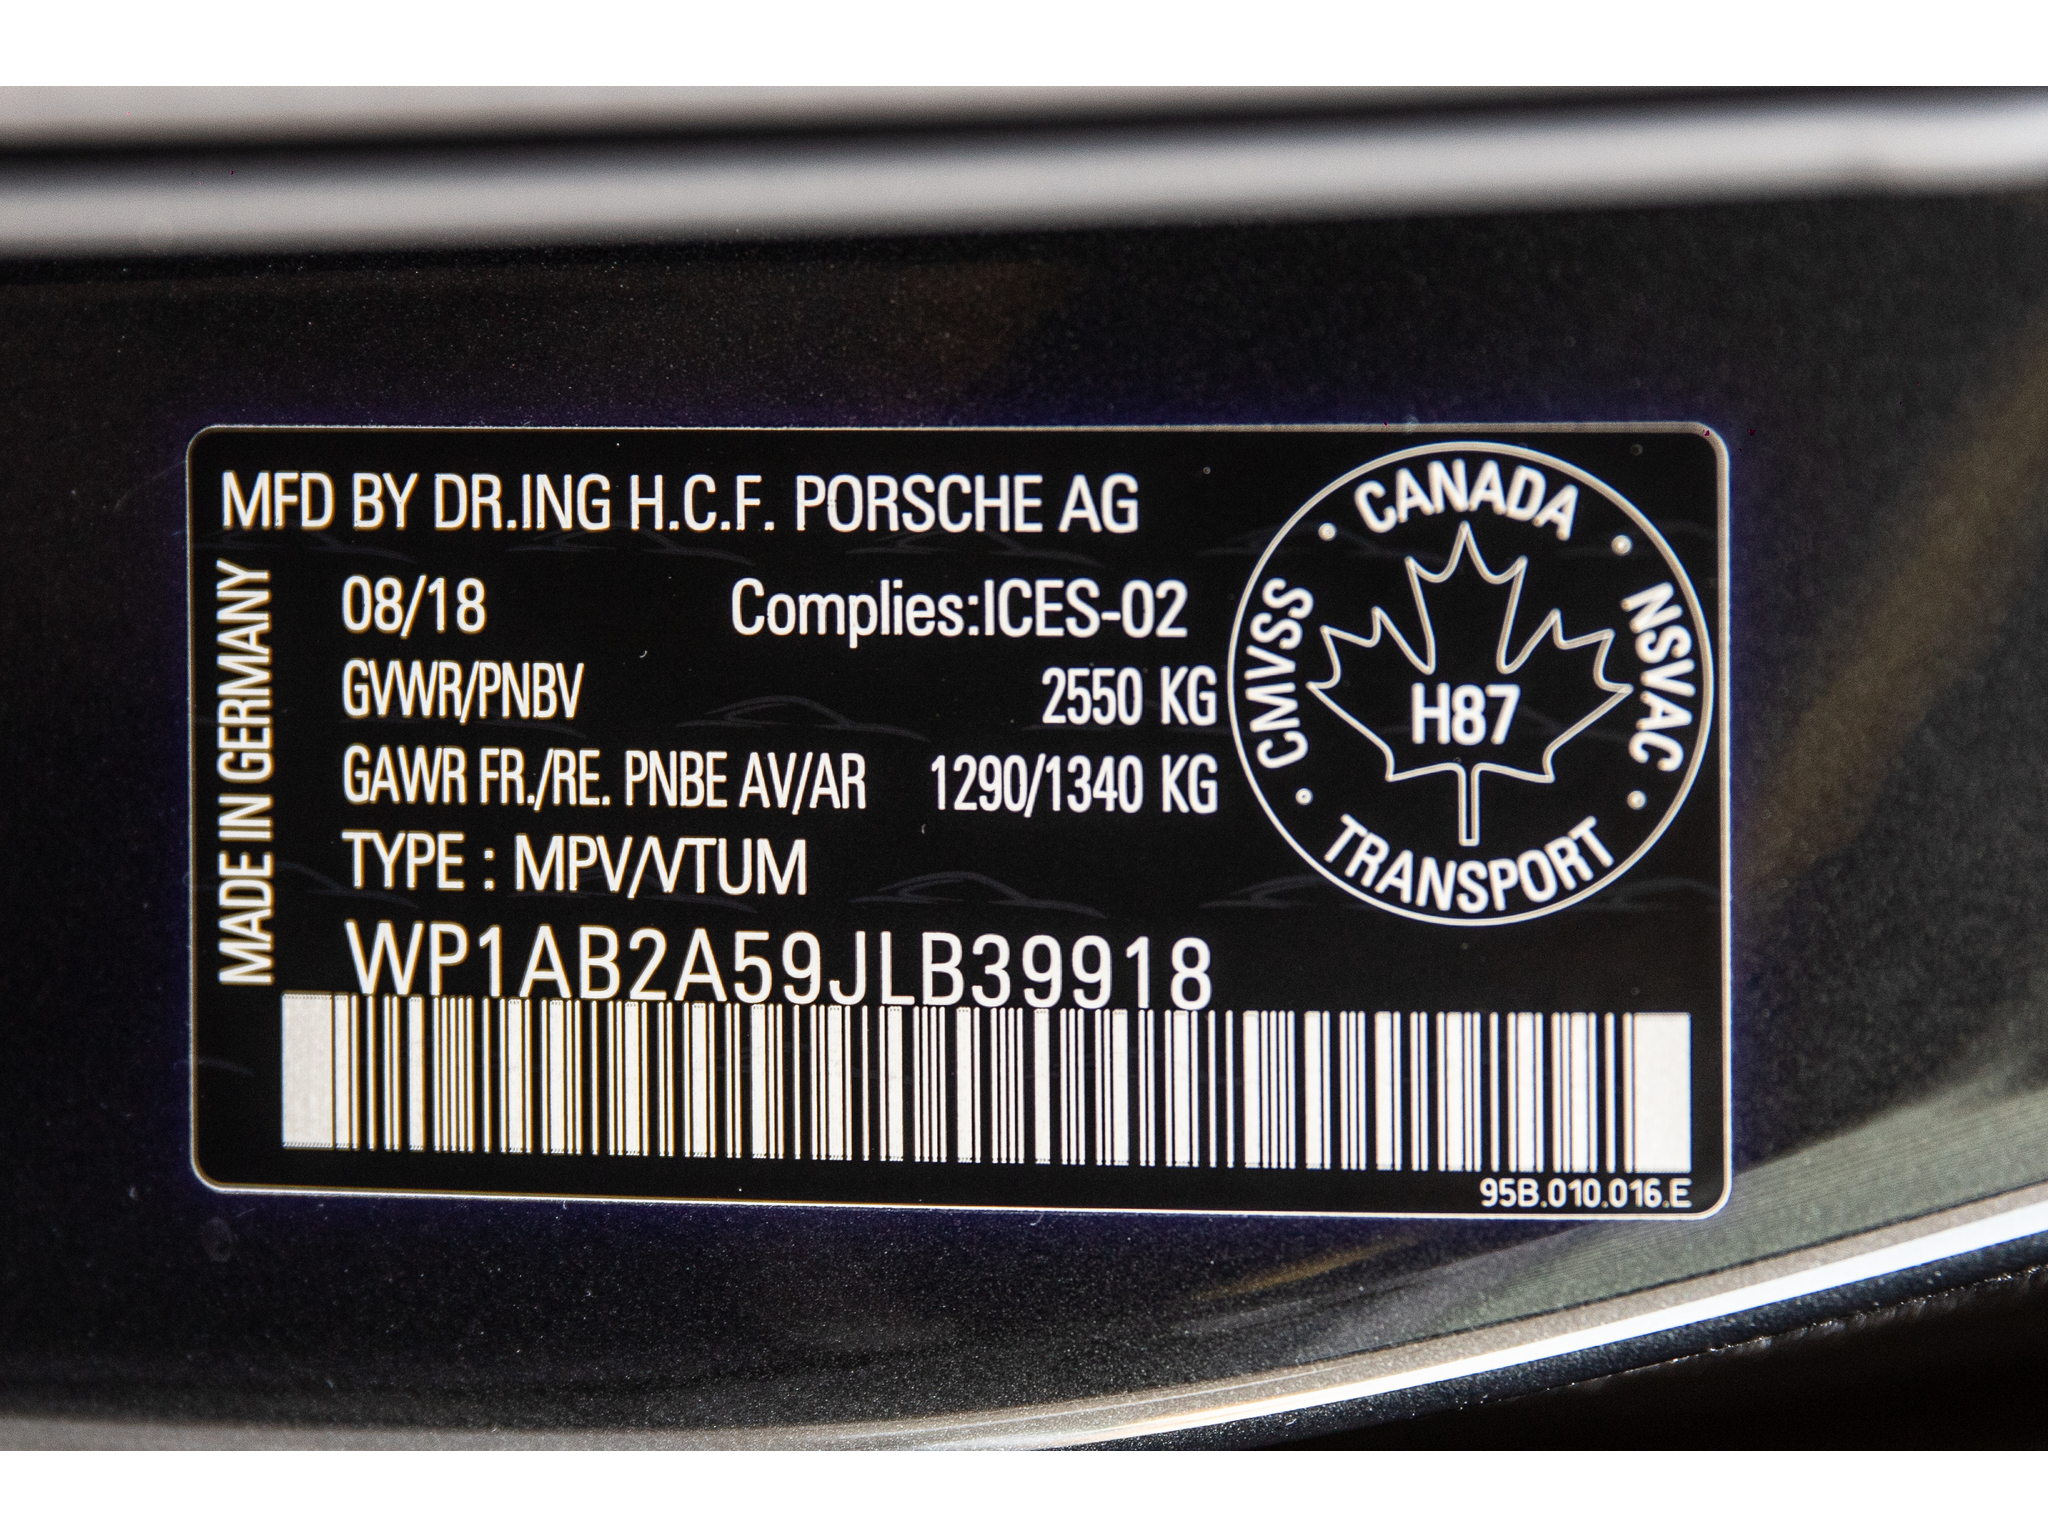 MFD BY DR.ING H.C.F. PORSCHE AG
MADE IN GERMANY
08/18 Complies:ICES-02
GVWR/PNBV 2550 KG
GAWR FR./RE. PNBE AV/AR 1290/1340 KG
TYPE : MPV/VTUM
WP1AB2A59JLB39918
CANADA
CMVSS
NSVAC
H87
TRANSPORT
95B.010.016.E